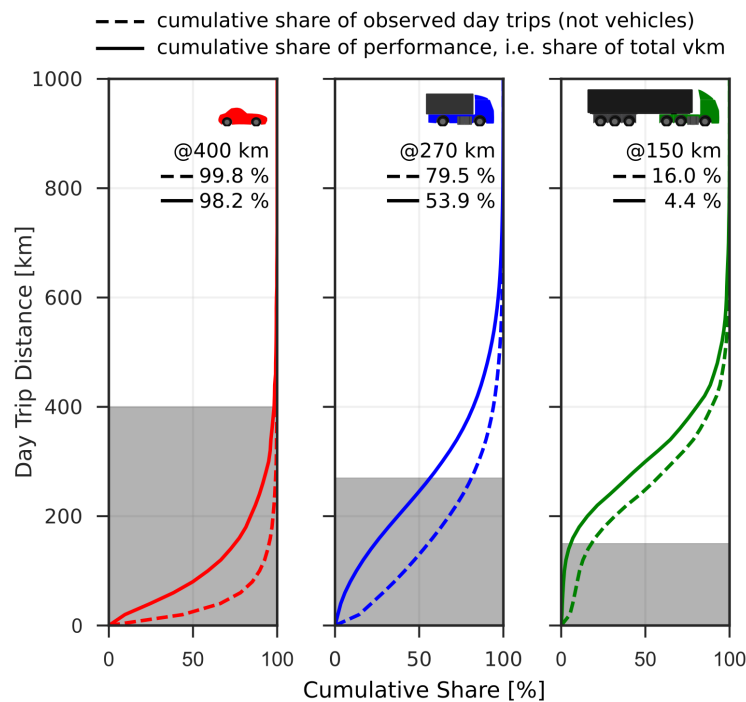 cumulative share of observed day trips (not vehicles)
cumulative share of performance, i.e. share of total vkm
1000
800
600
400
200
0
Day Trip Distance [km]
@400 km
99.8 %
98.2 %
@270 km
79.5 %
53.9 %
@150 km
16.0 %
4.4 %
0 50 100
0 50 100
0 50 100
Cumulative Share [%]